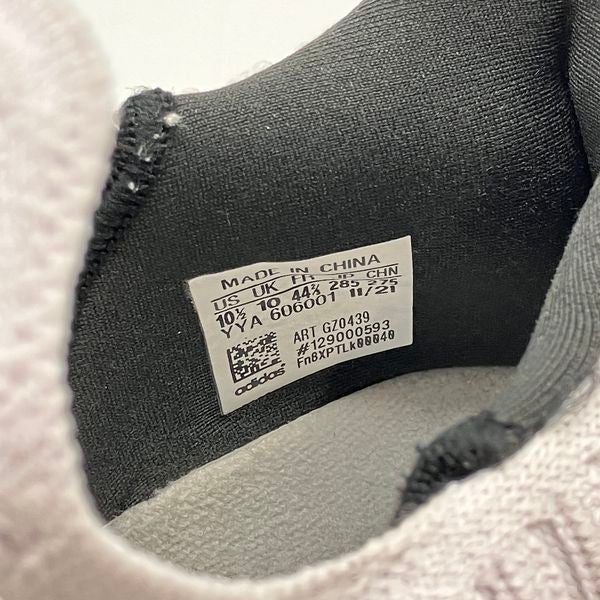 MADE IN CHINA
US UK FR JP CHN
10½ 10 44⅔ 285 275
YYA 606001 11/21
ART GZ0439
#129000593
Fn8XPTLk00040
adidas